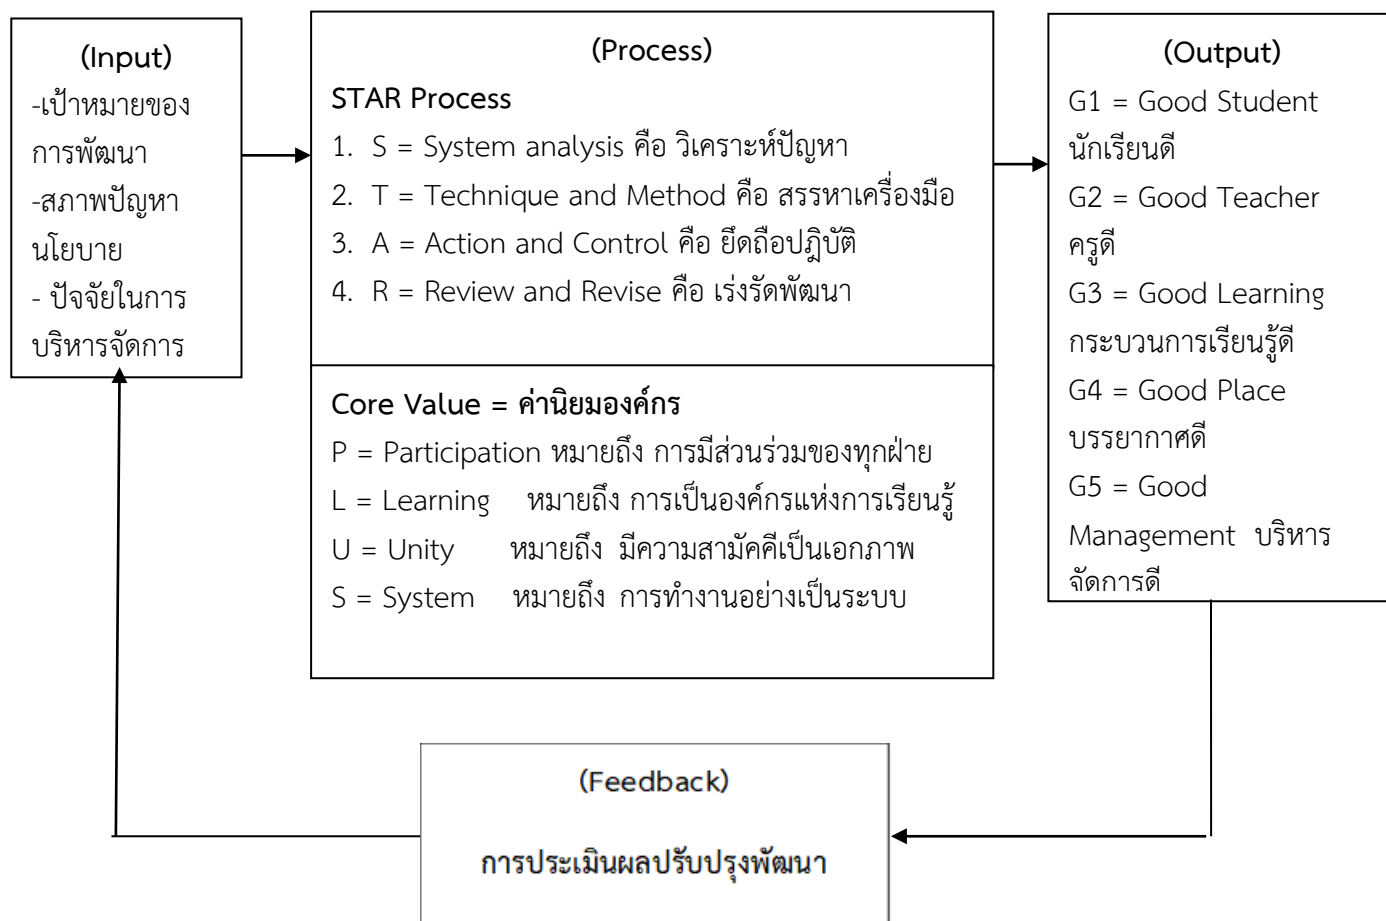 (Input)
-เป้าหมายของ
การพัฒนา
-สภาพปัญหา
นโยบาย
- ปัจจัยในการ
บริหารจัดการ
(Process)
STAR Process
1. S = System analysis คือ วิเคราะห์ปัญหา
2. T = Technique and Method คือ สรรหาเครื่องมือ
3. A = Action and Control คือ ยึดถือปฏิบัติ
4. R = Review and Revise คือ เร่งรัดพัฒนา
Core Value = ค่านิยมองค์กร
P = Participation หมายถึง การมีส่วนร่วมของทุกฝ่าย
L = Learning หมายถึง การเป็นองค์กรแห่งการเรียนรู้
U = Unity หมายถึง มีความสามัคคีเป็นเอกภาพ
S = System หมายถึง การทำงานอย่างเป็นระบบ
(Output)
G1 = Good Student
นักเรียนดี
G2 = Good Teacher
ครูดี
G3 = Good Learning
กระบวนการเรียนรู้ดี
G4 = Good Place
บรรยากาศดี
G5 = Good
Management บริหาร
จัดการดี
(Feedback)
การประเมินผลปรับปรุงพัฒนา